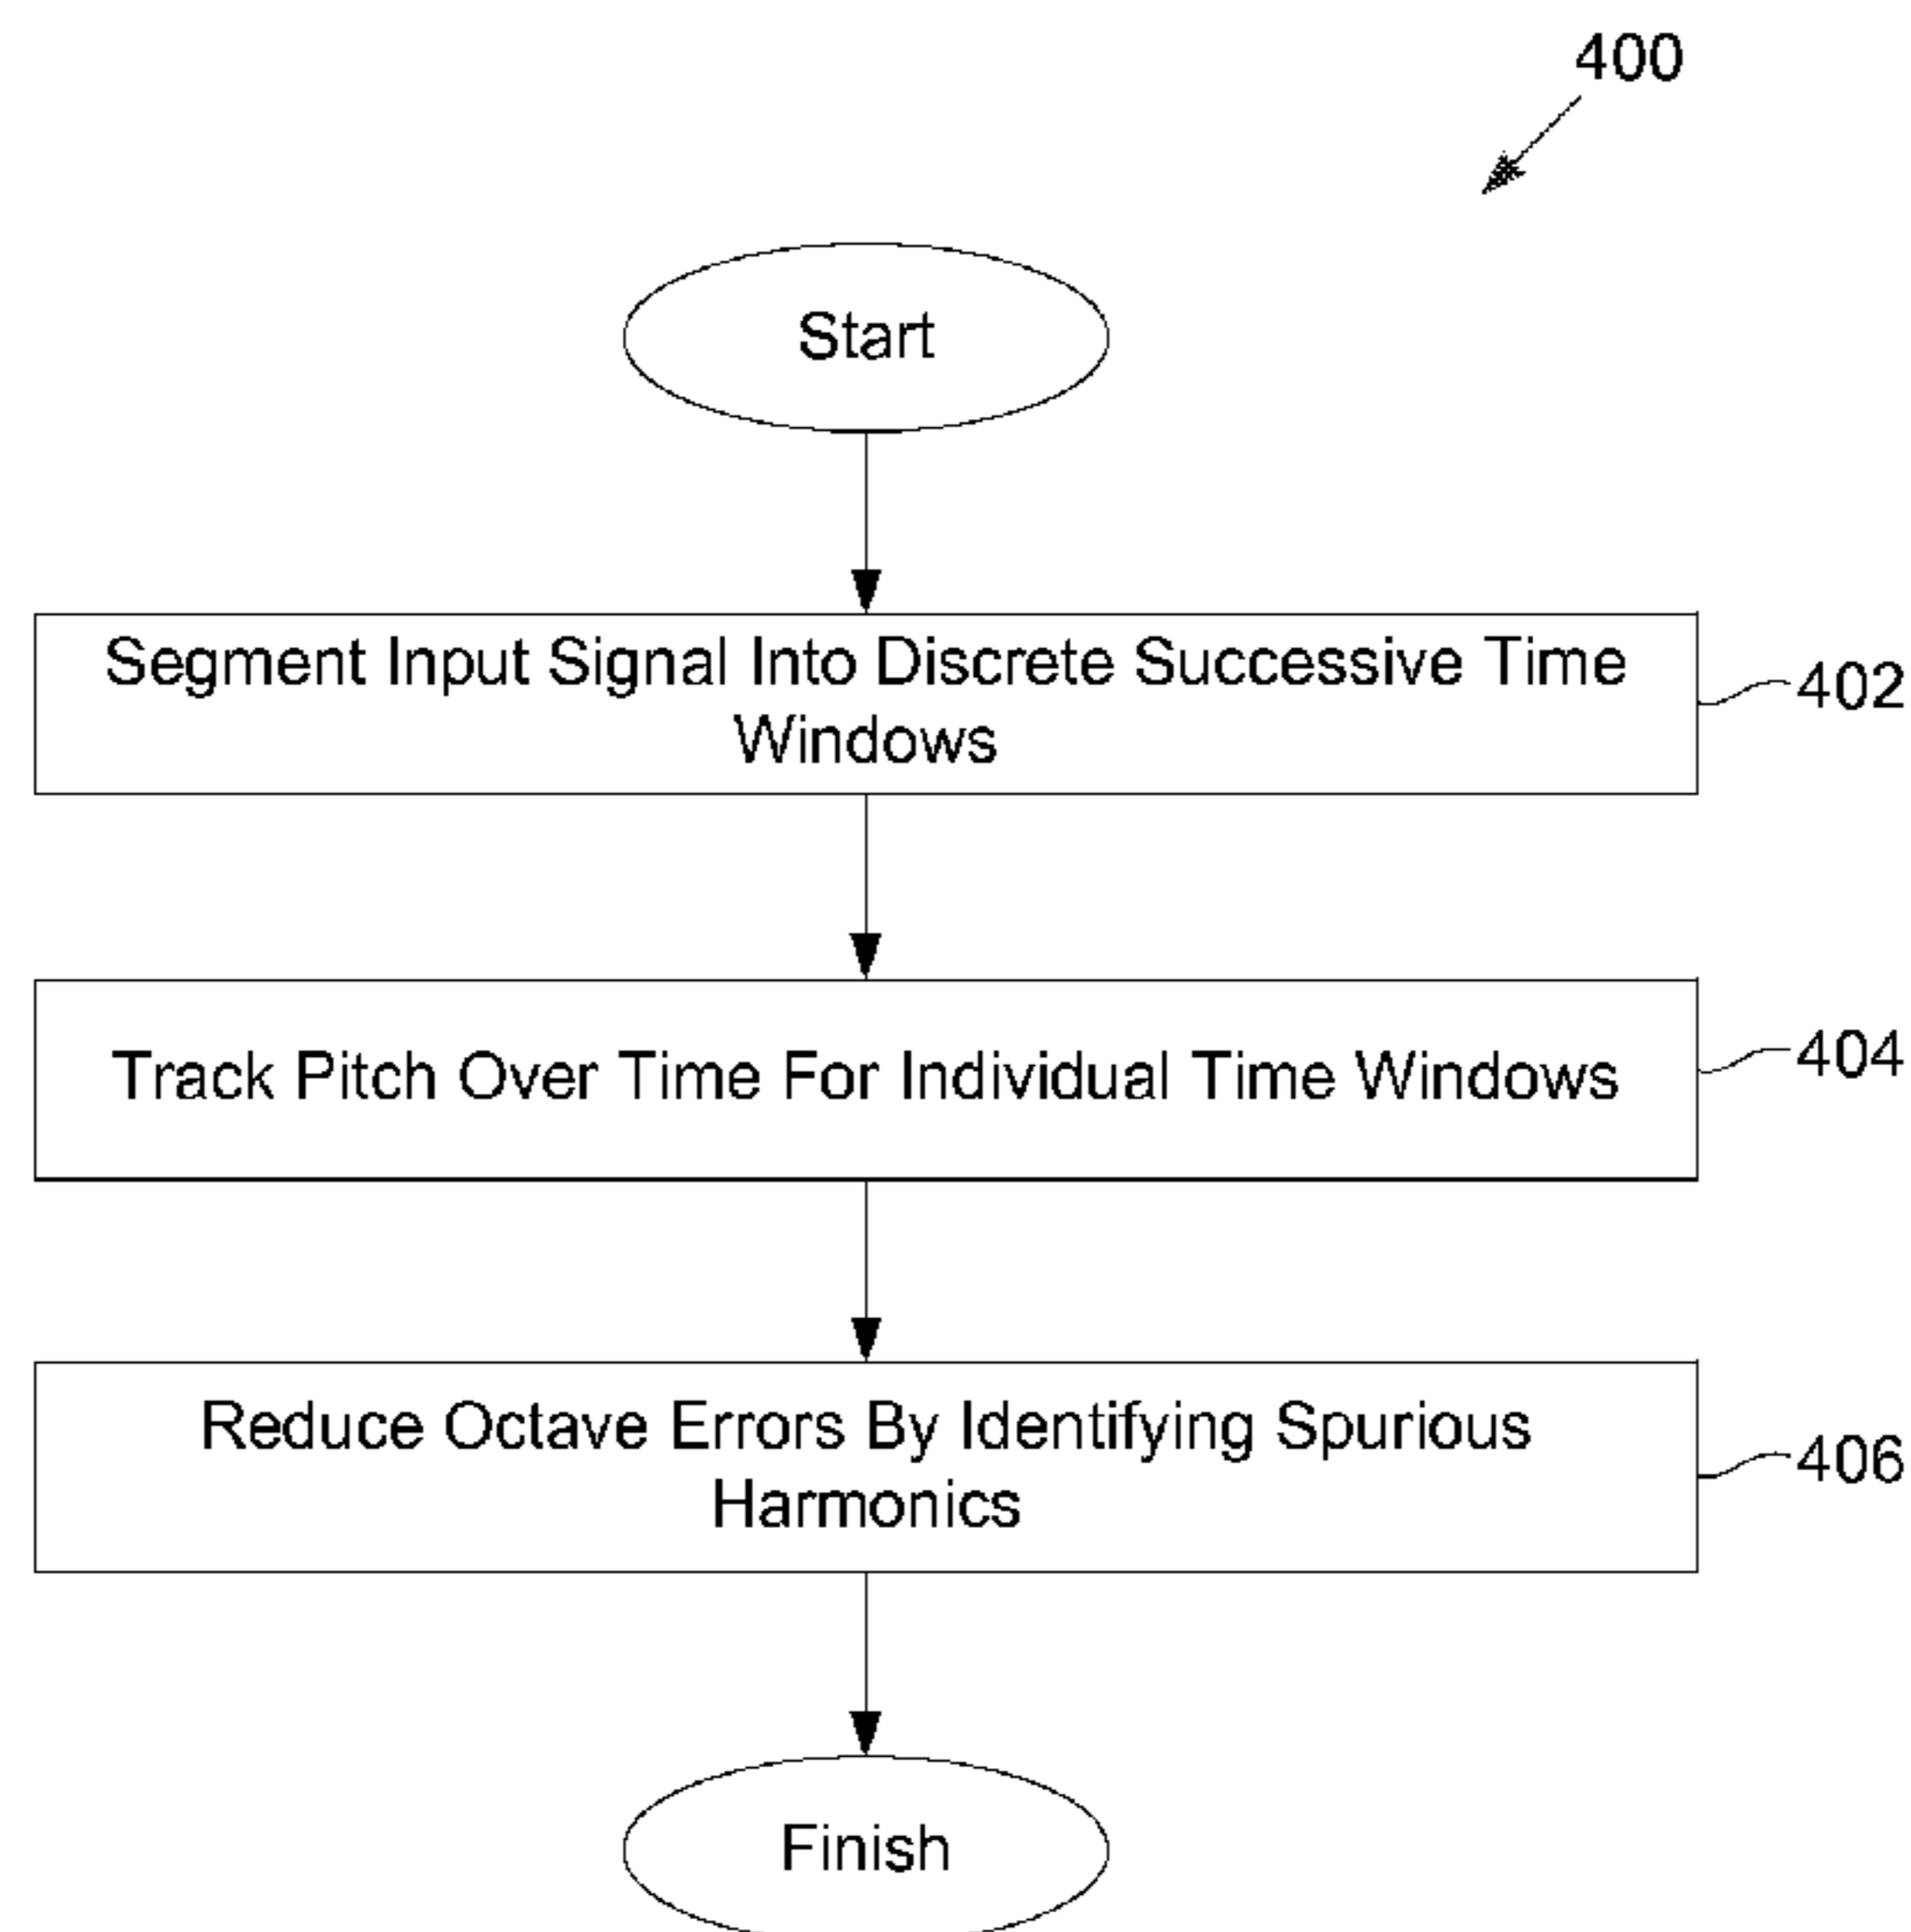 400
Start
Segment Input Signal Into Discrete Successive Time
Windows
402
Track Pitch Over Time For Individual Time Windows
404
Reduce Octave Errors By Identifying Spurious
Harmonics
406
Finish